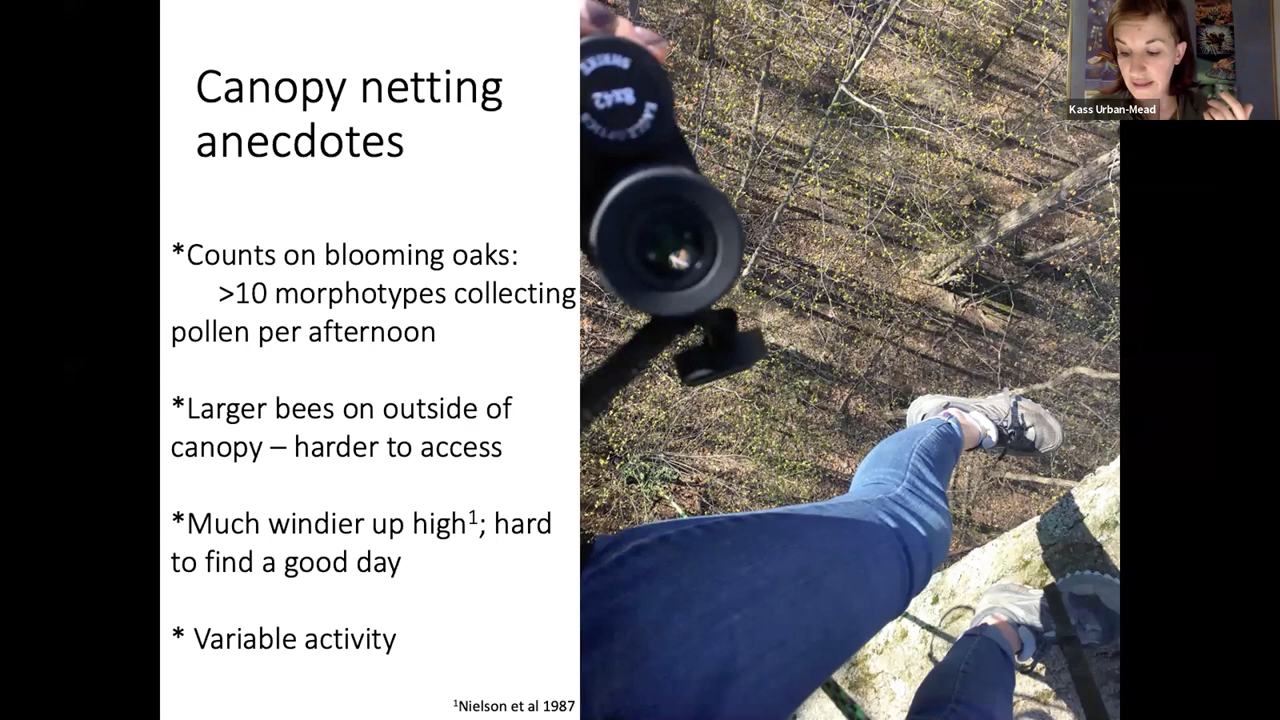 Canopy netting
anecdotes
*Counts on blooming oaks:
>10 morphotypes collecting
pollen per afternoon
*Larger bees on outside of
canopy – harder to access
*Much windier up high¹; hard
to find a good day
* Variable activity
¹Nielson et al 1987
8x42
Kass Urban-Mead